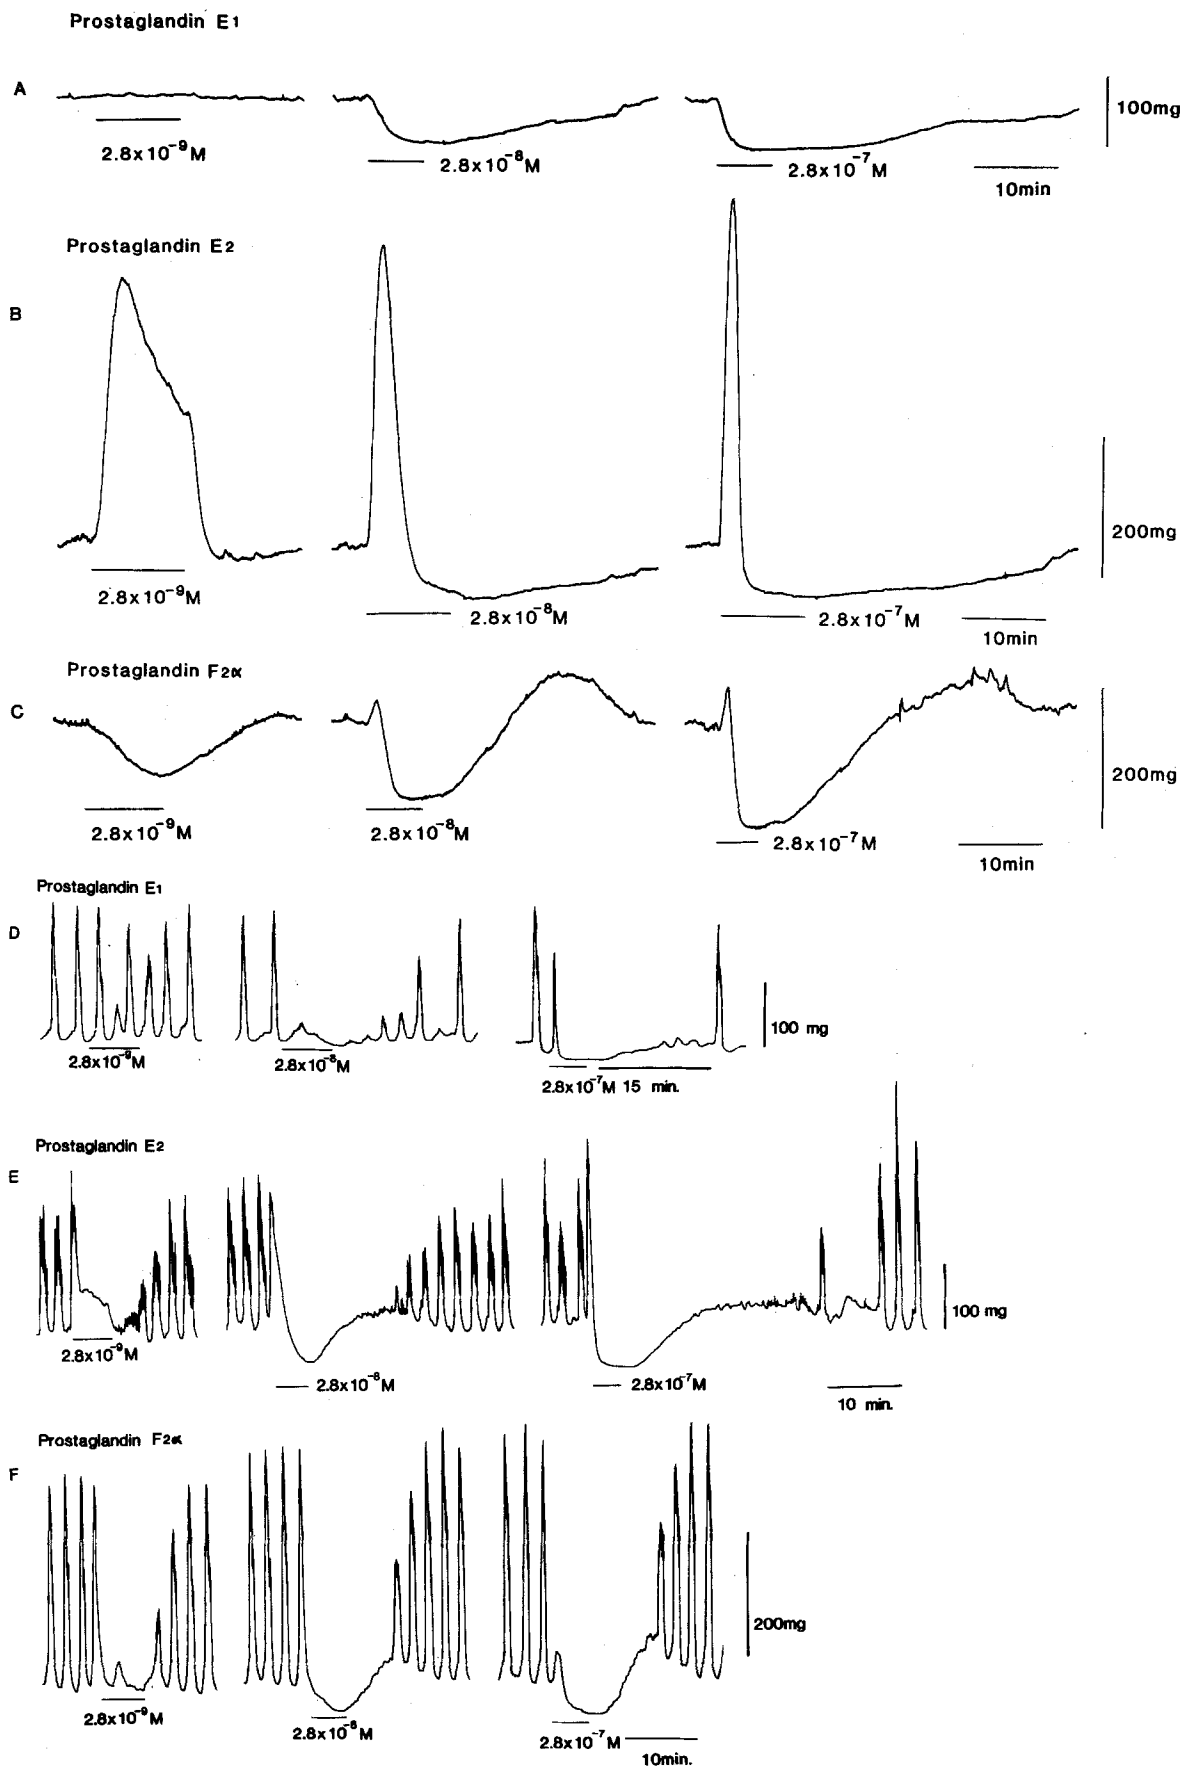 Prostaglandin E1
A
100mg
2.8x10-9M
2.8x10-8M
2.8x10-7M
10min
Prostaglandin E2
B
200mg
2.8x10-9M
2.8x10-8M
2.8x10-7M
10min
Prostaglandin F2α
C
200mg
2.8x10-9M
2.8x10-8M
2.8x10-7M
10min
Prostaglandin E1
D
100 mg
2.8x10-9M
2.8x10-8M
2.8x10-7M 15 min.
Prostaglandin E2
E
100 mg
2.8x10-9M
2.8x10-8M
2.8x10-7M
10 min.
Prostaglandin F2α
F
200mg
2.8x10-9M
2.8x10-8M
2.8x10-7M
10min.